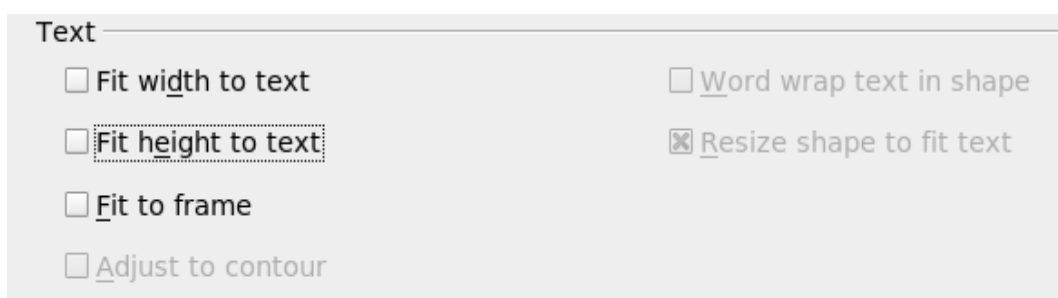 Text
Fit width to text
Word wrap text in shape
Fit height to text
Resize shape to fit text
Fit to frame
Adjust to contour